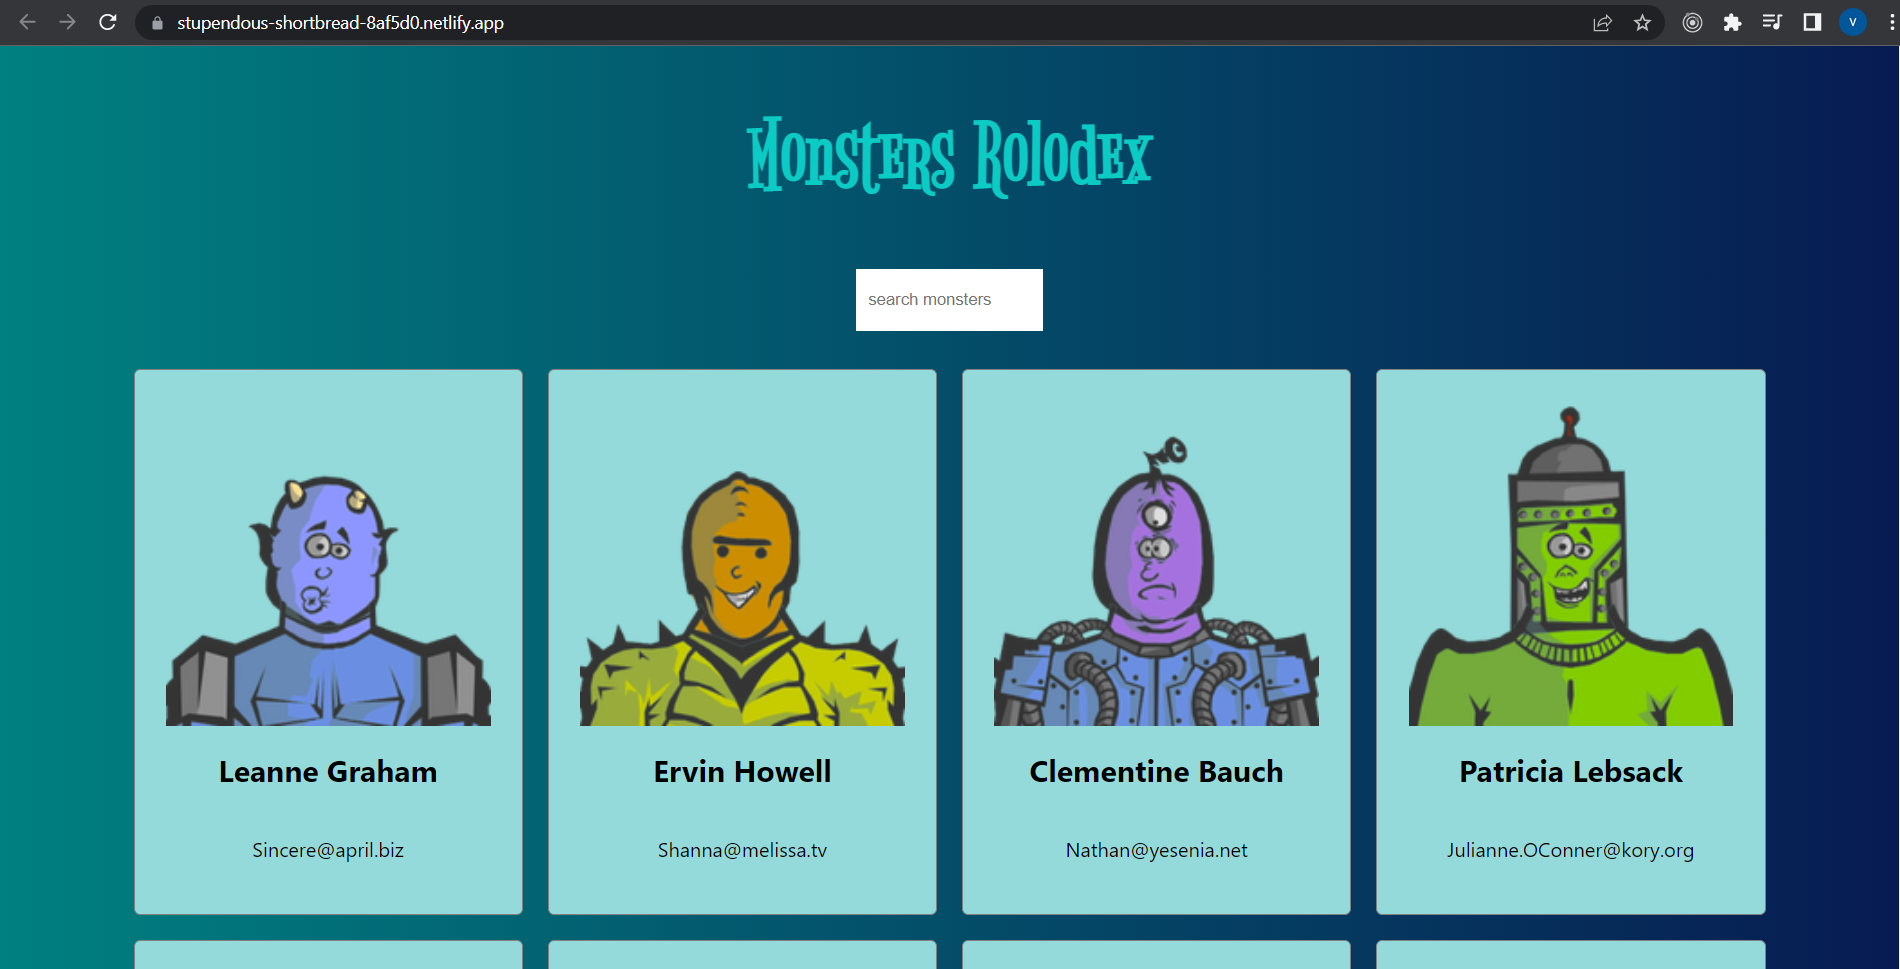 stupendous-shortbread-8af5d0.netlify.app
V
Monsters Rolodex
search monsters
Leanne Graham
Ervin Howell
Clementine Bauch
Patricia Lebsack
Sincere@april.biz
Shanna@melissa.tv
Nathan@yesenia.net
Julianne.OConner@kory.org